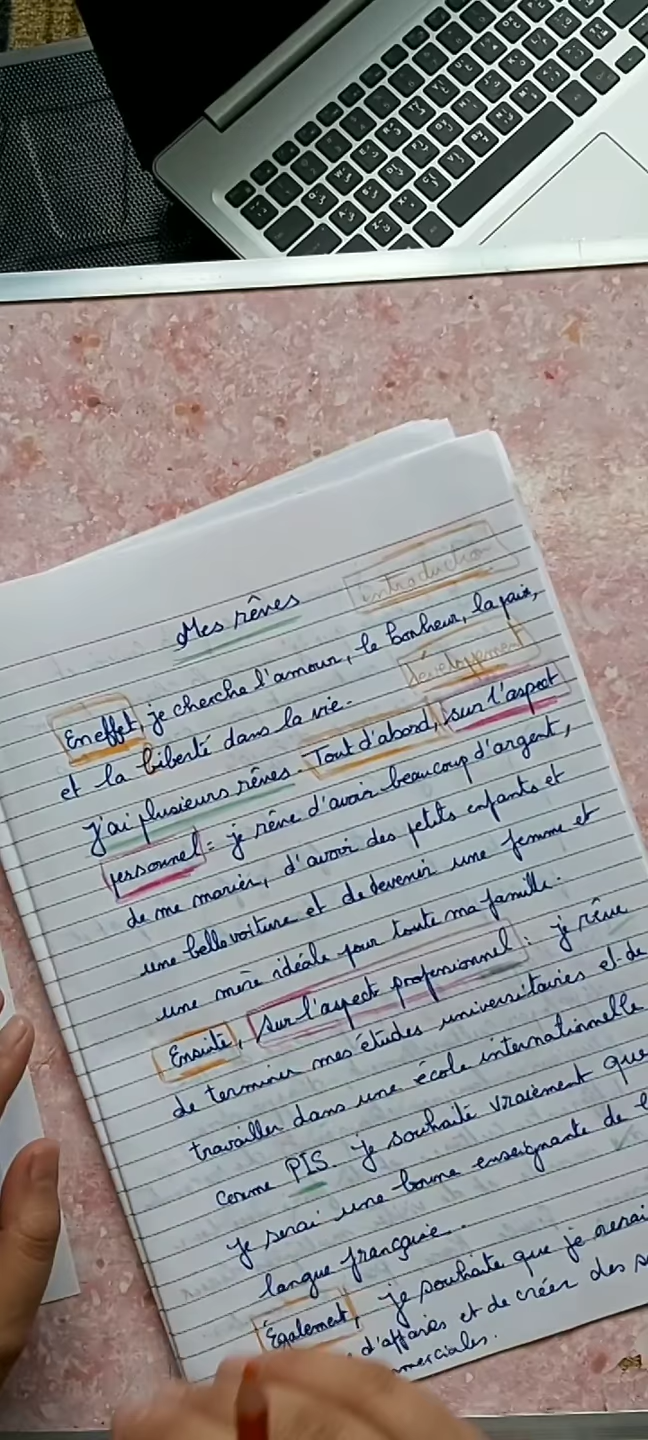 introduction
Mes rêves
En effet, je cherche l'amour, le bonheur, la paix,
et la liberté dans la vie. développement
J'ai plusieurs rêves. Tout d'abord, sur l'aspect
personnel : je rêve d'avoir beaucoup d'argent,
de me marier, d'avoir des petits enfants et
une belle voiture et de devenir une femme et
une mère idéale pour toute ma famille.
Ensuite, sur l'aspect professionnel : je rêve
de terminer mes études universitaires et de
travailler dans une école internationnelle
comme PIS. Je souhaite vraiement que
je serai une bonne enseignante de
langue française.
Également, je souhaite que je
d'affaires et de créer des